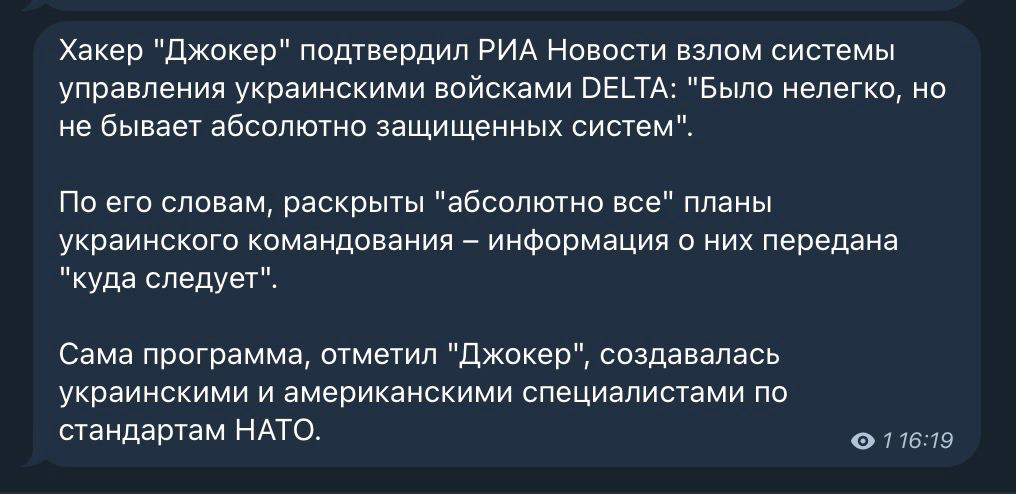 Хакер "Джокер" подтвердил РИА Новости взлом системы
управления украинскими войсками DELTA: "Было нелегко, но
не бывает абсолютно защищенных систем".
По его словам, раскрыты "абсолютно все" планы
украинского командования – информация о них передана
"куда следует".
Сама программа, отметил "Джокер", создавалась
украинскими и американскими специалистами по
стандартам НАТО.
1 16:19